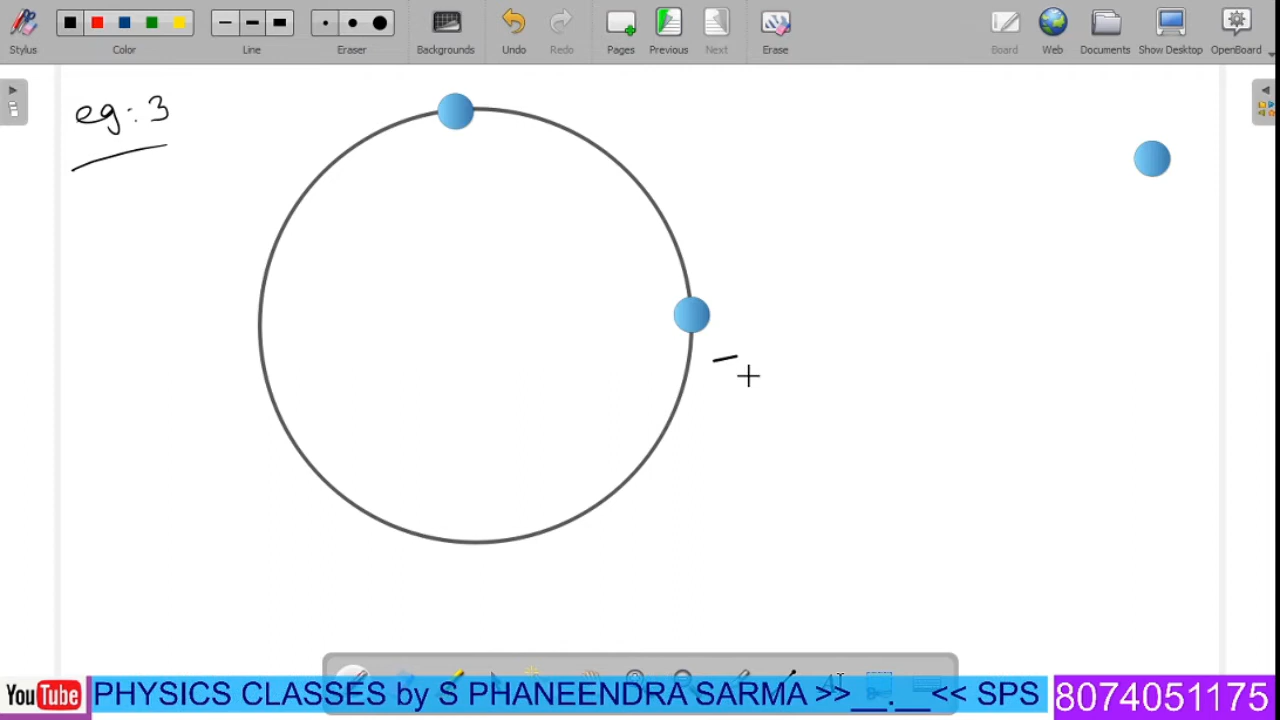 Stylus
Color
Line
Eraser
Backgrounds
Undo
Redo
Pages
Previous
Next
Erase
Board
Web
Documents
Show Desktop
OpenBoard
eg: 3
YouTube PHYSICS CLASSES by S PHANEENDRA SARMA >>__.__<< SPS 8074051175